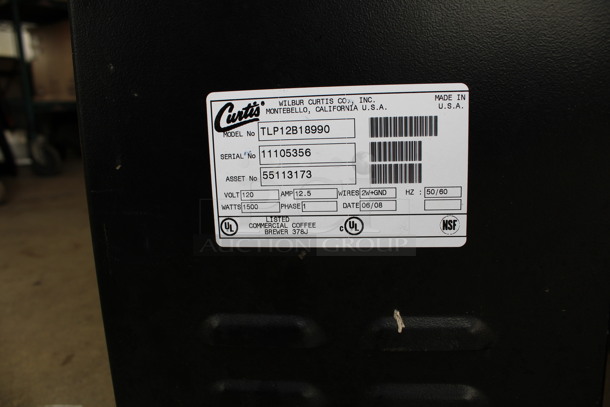 Curtis
WILBUR CURTIS CO., INC.
MONTEBELLO, CALIFORNIA U.S.A.
MADE IN
U.S.A.
MODEL No TLP12B18990
SERIAL No 11105356
ASSET No 55113173
VOLT 120 AMP 12.5 WIRES 2W+GND HZ : 50/60
WATTS 1500 PHASE 1 DATE 06/08
UL LISTED
COMMERCIAL COFFEE
BREWER 378J
c UL
NSF
AUCTION GROUP